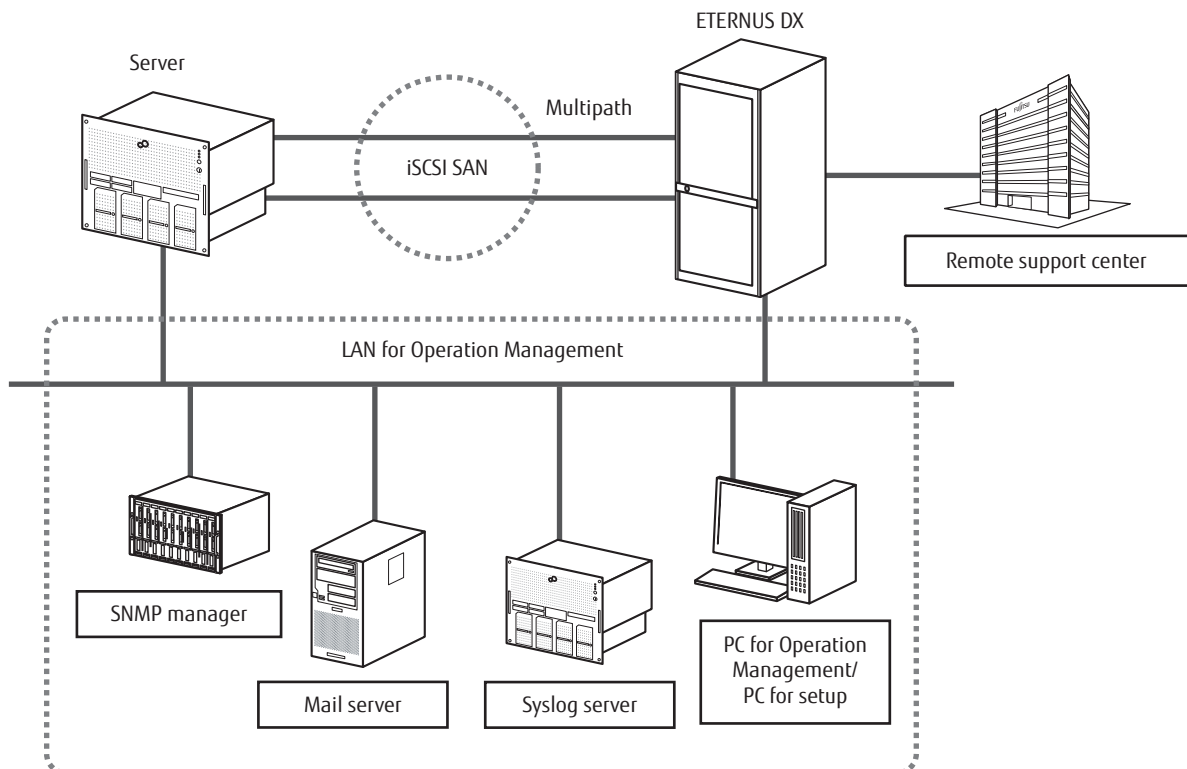 ETERNUS DX
Server
Multipath
iSCSI SAN
FUJITSU
Remote support center
LAN for Operation Management
SNMP manager
Mail server
Syslog server
PC for Operation
Management/
PC for setup